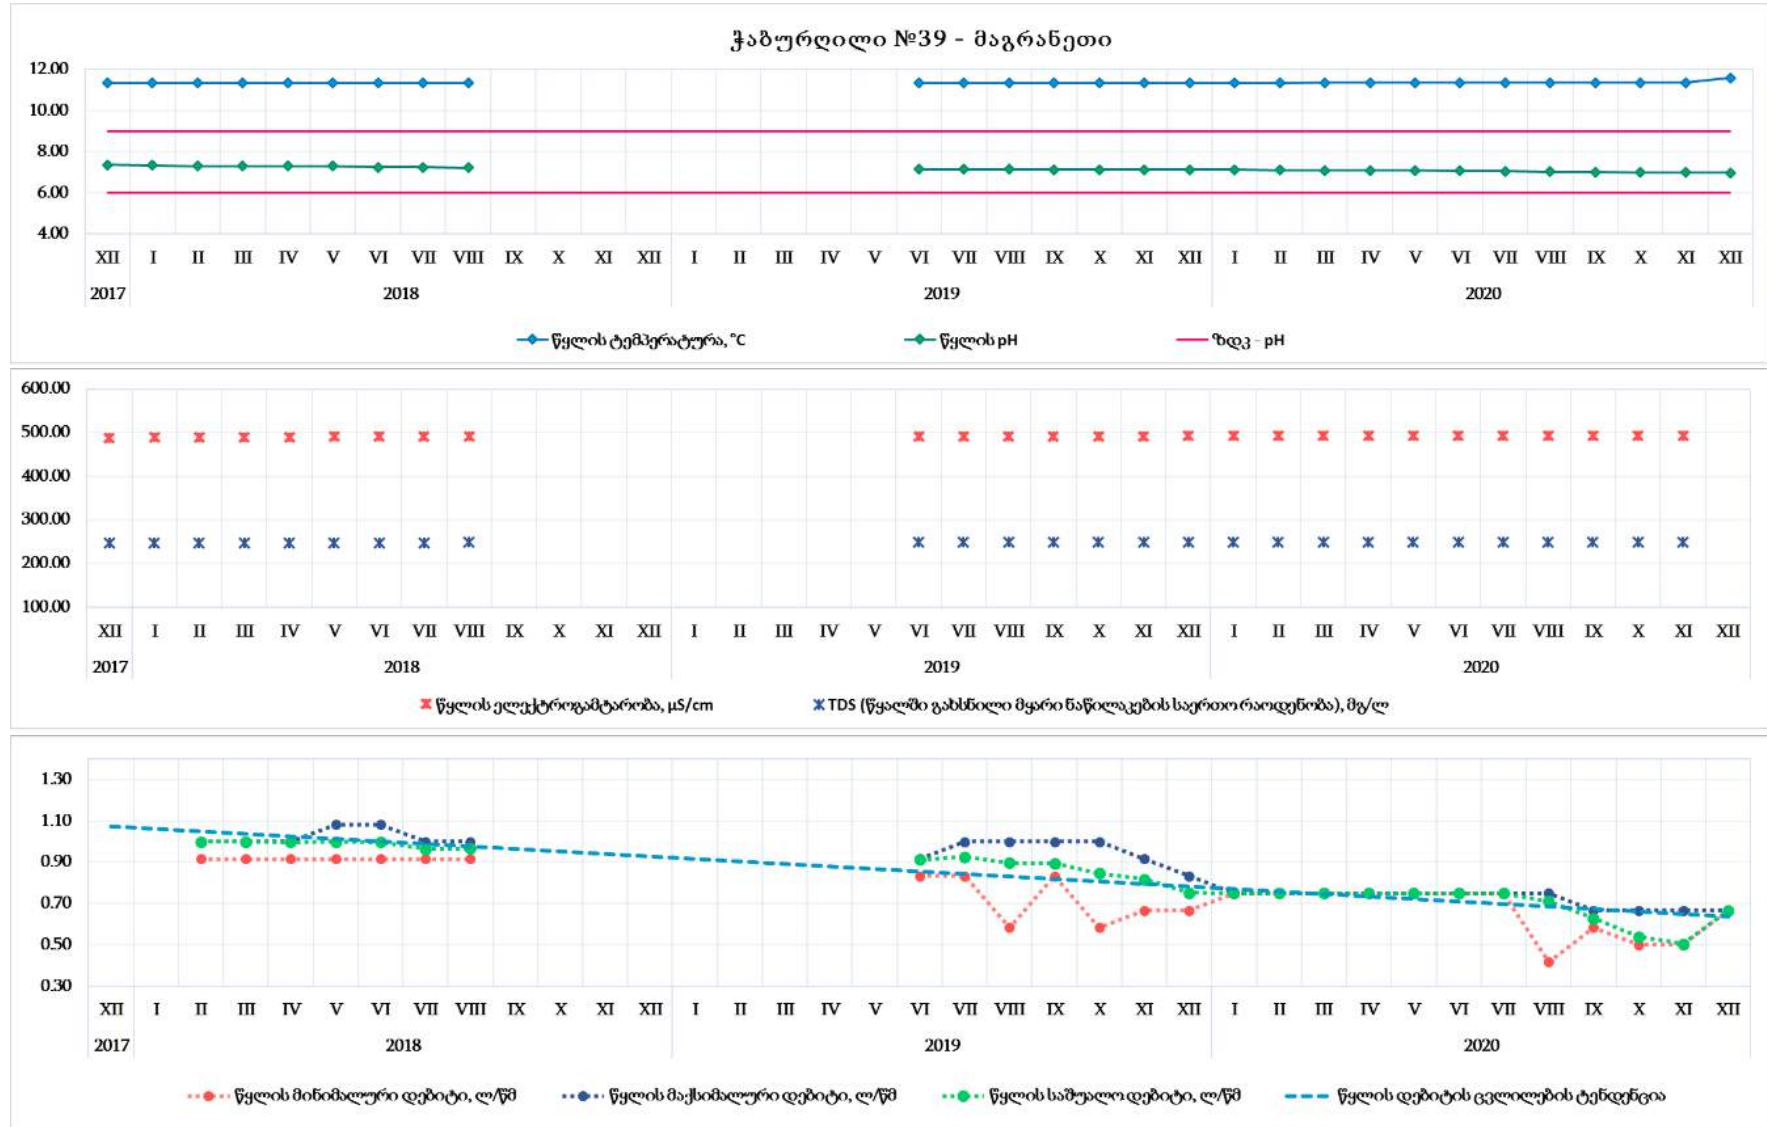 ჭაბურღილი №39 - მაგრანეთი
12.00
10.00
8.00
6.00
4.00
XII I II III IV V VI VII VIII IX X XI XII I II III IV V VI VII VIII IX X XI XII I II III IV V VI VII VIII IX X XI XII
2017 2018 2019 2020
წყლის ტემპერატურა, °C წყლის pH ზდკ - pH
600.00
500.00
400.00
300.00
200.00
100.00
XII I II III IV V VI VII VIII IX X XI XII I II III IV V VI VII VIII IX X XI XII I II III IV V VI VII VIII IX X XI XII
2017 2018 2019 2020
წყლის ელექტროგამტარობა, µS/cm TDS (წყალში გახსნილი მყარი ნაწილაკების საერთო რაოდენობა), მგ/ლ
1.30
1.10
0.90
0.70
0.50
0.30
XII I II III IV V VI VII VIII IX X XI XII I II III IV V VI VII VIII IX X XI XII I II III IV V VI VII VIII IX X XI XII
2017 2018 2019 2020
წყლის მინიმალური დებიტი, ლ/წმ წყლის მაქსიმალური დებიტი, ლ/წმ წყლის საშუალო დებიტი, ლ/წმ წყლის დებიტის ცვლილების ტენდენცია